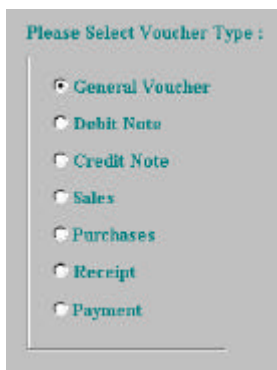 Please Select Voucher Type :
General Voucher
Debit Note
Credit Note
Sales
Purchases
Receipt
Payment